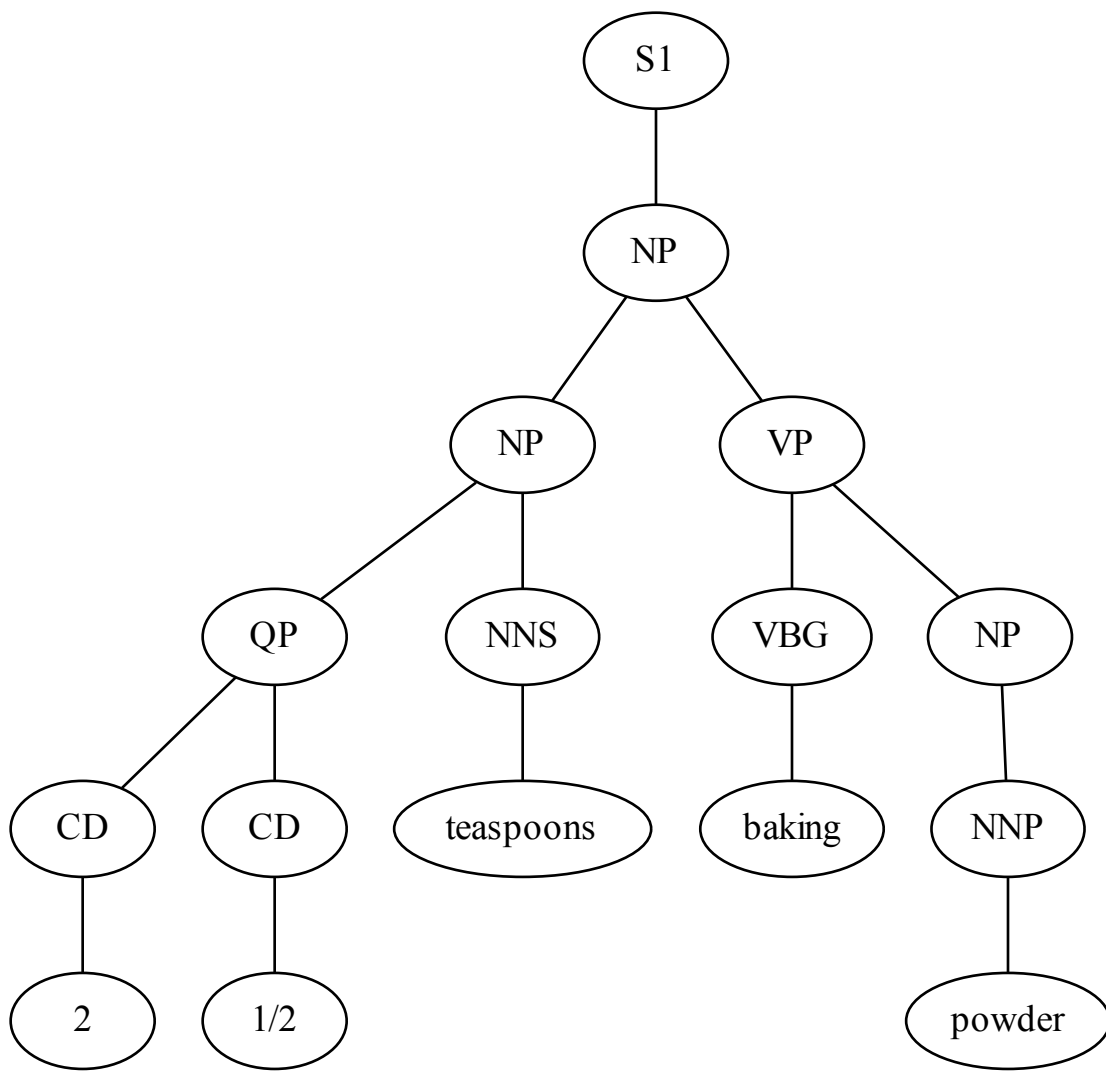 S1
NP
NP VP
QP NNS VBG NP
CD CD teaspoons baking NNP
2 1/2 powder